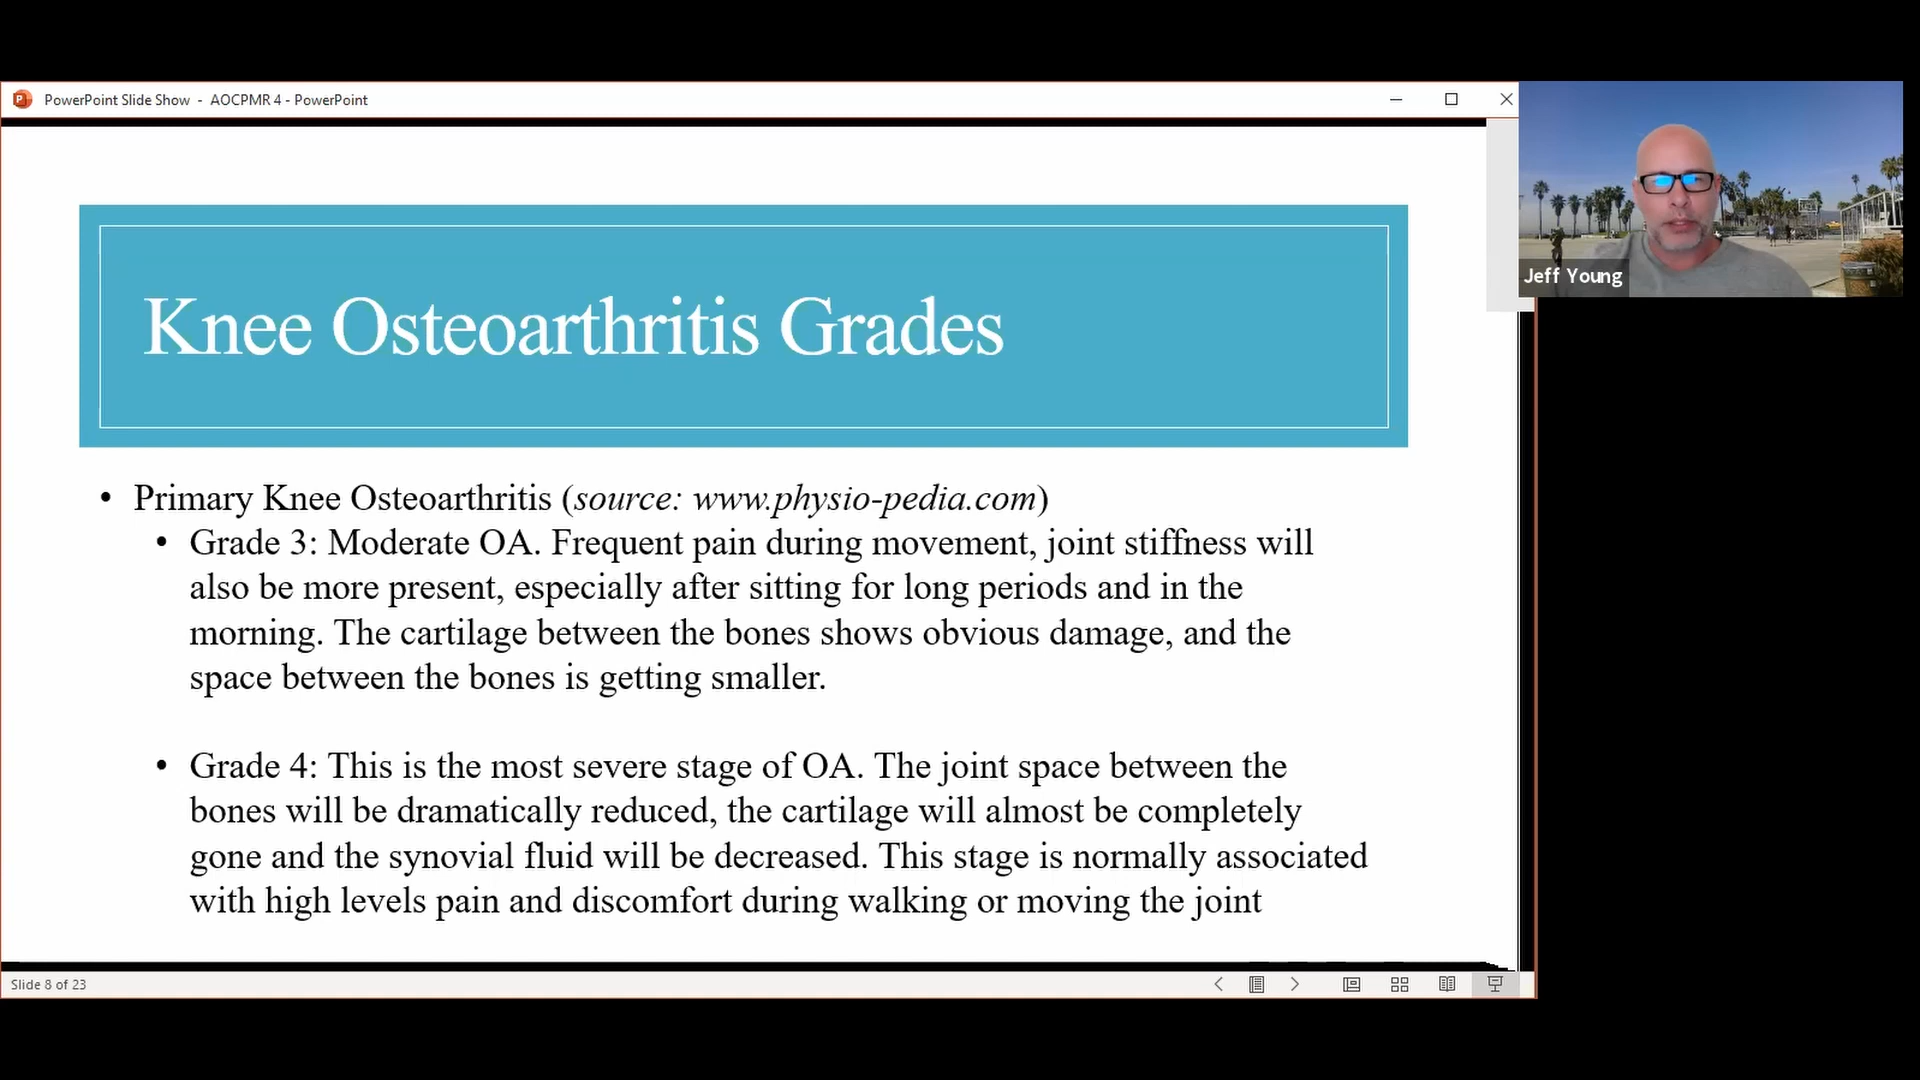 PowerPoint Slide Show - AOCPMR 4 - PowerPoint
Jeff Young
Knee Osteoarthritis Grades
• Primary Knee Osteoarthritis (source: www.physio-pedia.com)
• Grade 3: Moderate OA. Frequent pain during movement, joint stiffness will
also be more present, especially after sitting for long periods and in the
morning. The cartilage between the bones shows obvious damage, and the
space between the bones is getting smaller.
• Grade 4: This is the most severe stage of OA. The joint space between the
bones will be dramatically reduced, the cartilage will almost be completely
gone and the synovial fluid will be decreased. This stage is normally associated
with high levels pain and discomfort during walking or moving the joint
Slide 8 of 23